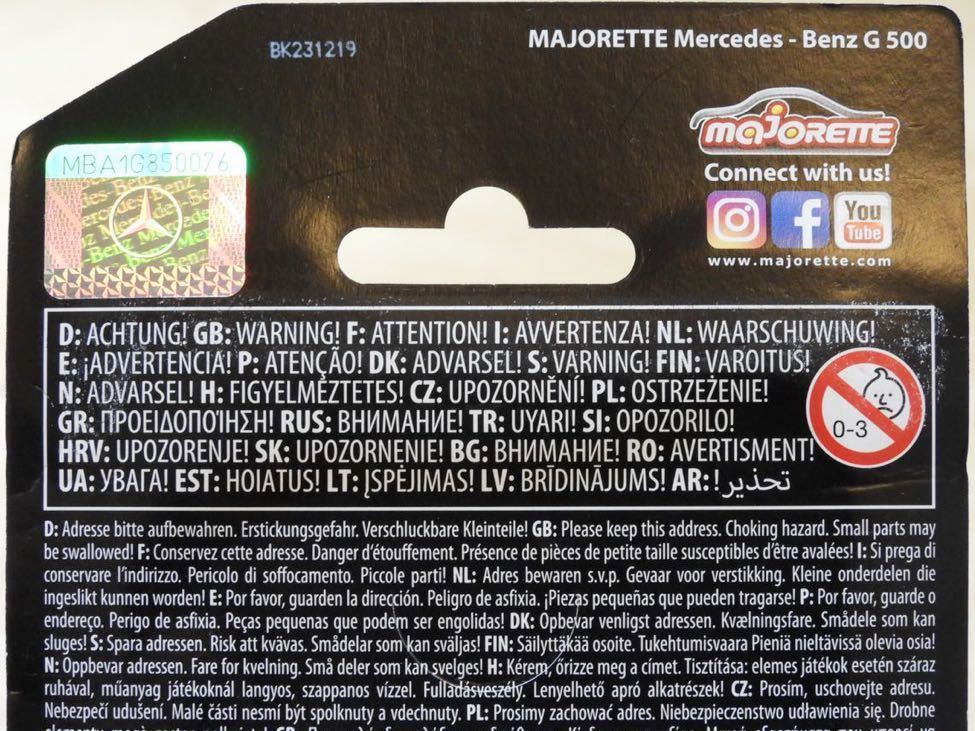 BK231219
MAJORETTE Mercedes - Benz G 500
MBA1G850076
MAJORETTE
Connect with us!
You
Tube
www.majorette.com
D: ACHTUNG! GB: WARNING! F: ATTENTION! I: AVVERTENZA! NL: WAARSCHUWING!
E: ¡ADVERTENCIA! P: ATENÇÃO! DK: ADVARSEL! S: VARNING! FIN: VAROITUS!
N: ADVARSEL! H: FIGYELMEZTETES! CZ: UPOZORNĚNÍ! PL: OSTRZEŻENIE!
GR: ΠΡΟΕΙΔΟΠΟΊΗΣΗ! RUS: ВНИМАНИЕ! TR: UYARI! SI: OPOZORILO!
HRV: UPOZORENJE! SK: UPOZORNENIE! BG: ВНИМАНИЕ! RO: AVERTISMENT!
UA: УВАГА! EST: HOIATUS! LT: ĮSPĖJIMAS! LV: BRĪDINĀJUMS! AR: تحذير!
0-3
D: Adresse bitte aufbewahren. Erstickungsgefahr. Verschluckbare Kleinteile! GB: Please keep this address. Choking hazard. Small parts may
be swallowed! F: Conservez cette adresse. Danger d'étouffement. Présence de pièces de petite taille susceptibles d'être avalées! I: Si prega di
conservare l'indirizzo. Pericolo di soffocamento. Piccole parti! NL: Adres bewaren s.v.p. Gevaar voor verstikking. Kleine onderdelen die
ingeslikt kunnen worden! E: Por favor, guarden la dirección. Peligro de asfixia. ¡Piezas pequeñas que pueden tragarse! P: Por favor, guarde o
endereço. Perigo de asfixia. Peças pequenas que podem ser engolidas! DK: Opbevar venligst adressen. Kvælningsfare. Smådele som kan
sluges! S: Spara adressen. Risk att kvävas. Smådelar som kan sväljas! FIN: Säilyttäkää osoite. Tukehtumisvaara Pieniä nieltävissä olevia osia!
N: Oppbevar adressen. Fare for kvelning. Små deler som kan svelges! H: Kérem, őrizze meg a címet. Tisztítása: elemes játékok esetén száraz
ruhával, műanyag játékoknál langyos, szappanos vízzel. Fulladásveszély. Lenyelhető apró alkatrészek! CZ: Prosím, uschovejte adresu.
Nebezpečí udušení. Malé části nesmí být spolknuty a vdechnuty. PL: Prosimy zachować adres. Niebezpieczenstwo udławienia się. Drobne